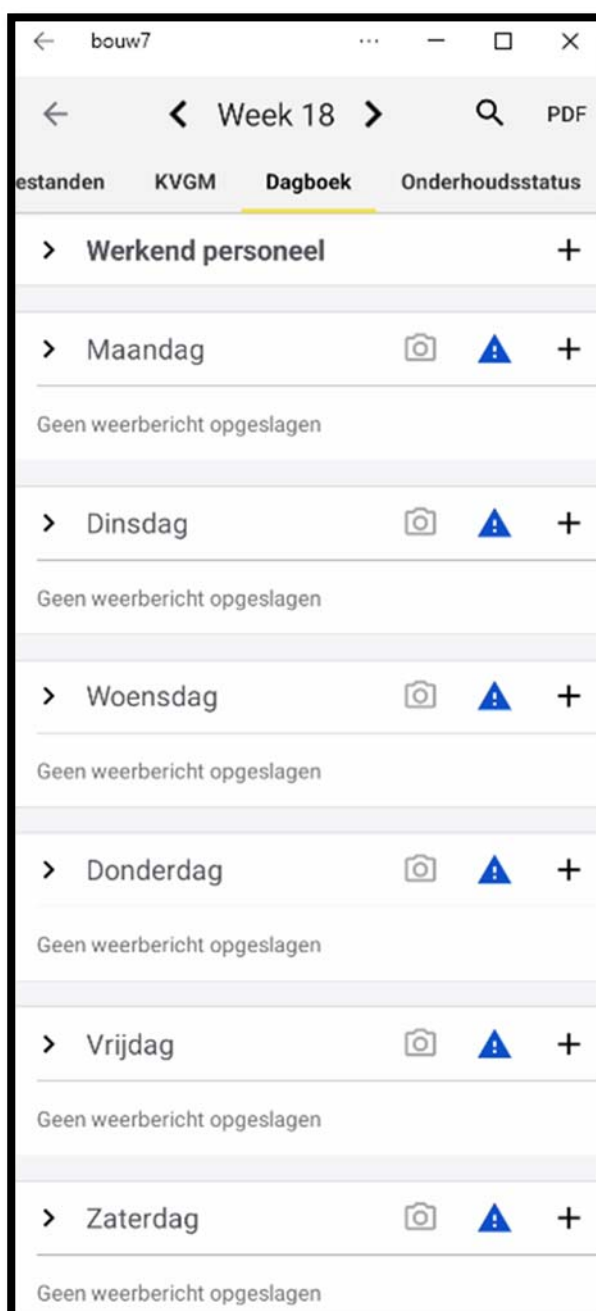 bouw7
Week 18 PDF
estanden KVGM Dagboek Onderhoudsstatus
Werkend personeel
Maandag
Geen weerbericht opgeslagen
Dinsdag
Geen weerbericht opgeslagen
Woensdag
Geen weerbericht opgeslagen
Donderdag
Geen weerbericht opgeslagen
Vrijdag
Geen weerbericht opgeslagen
Zaterdag
Geen weerbericht opgeslagen